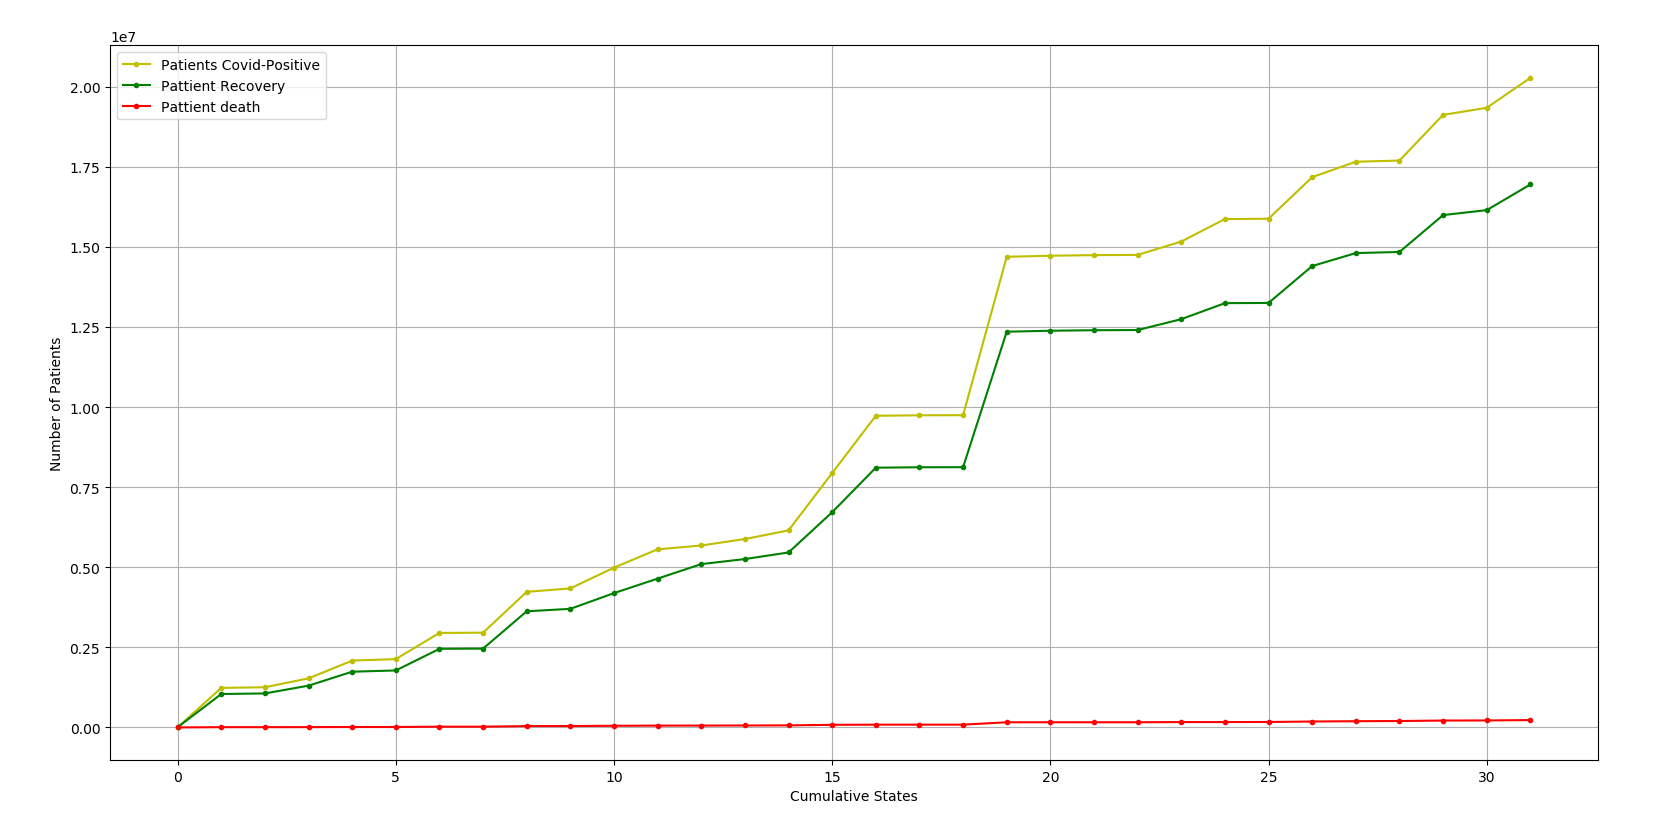 1e7
Patients Covid-Positive
Pattient Recovery
Pattient death
2.00
1.75
1.50
1.25
1.00
0.75
0.50
0.25
0.00
Number of Patients
0 5 10 15 20 25 30
Cumulative States